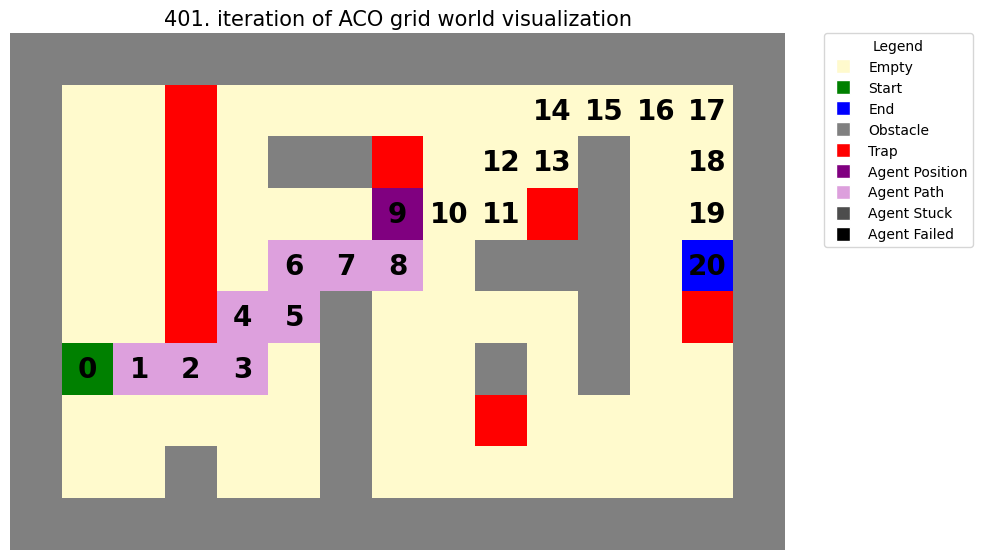 401. iteration of ACO grid world visualization
14 15 16 17
12 13 18
9 10 11 19
6 7 8 20
4 5
0 1 2 3
Legend
Empty
Start
End
Obstacle
Trap
Agent Position
Agent Path
Agent Stuck
Agent Failed